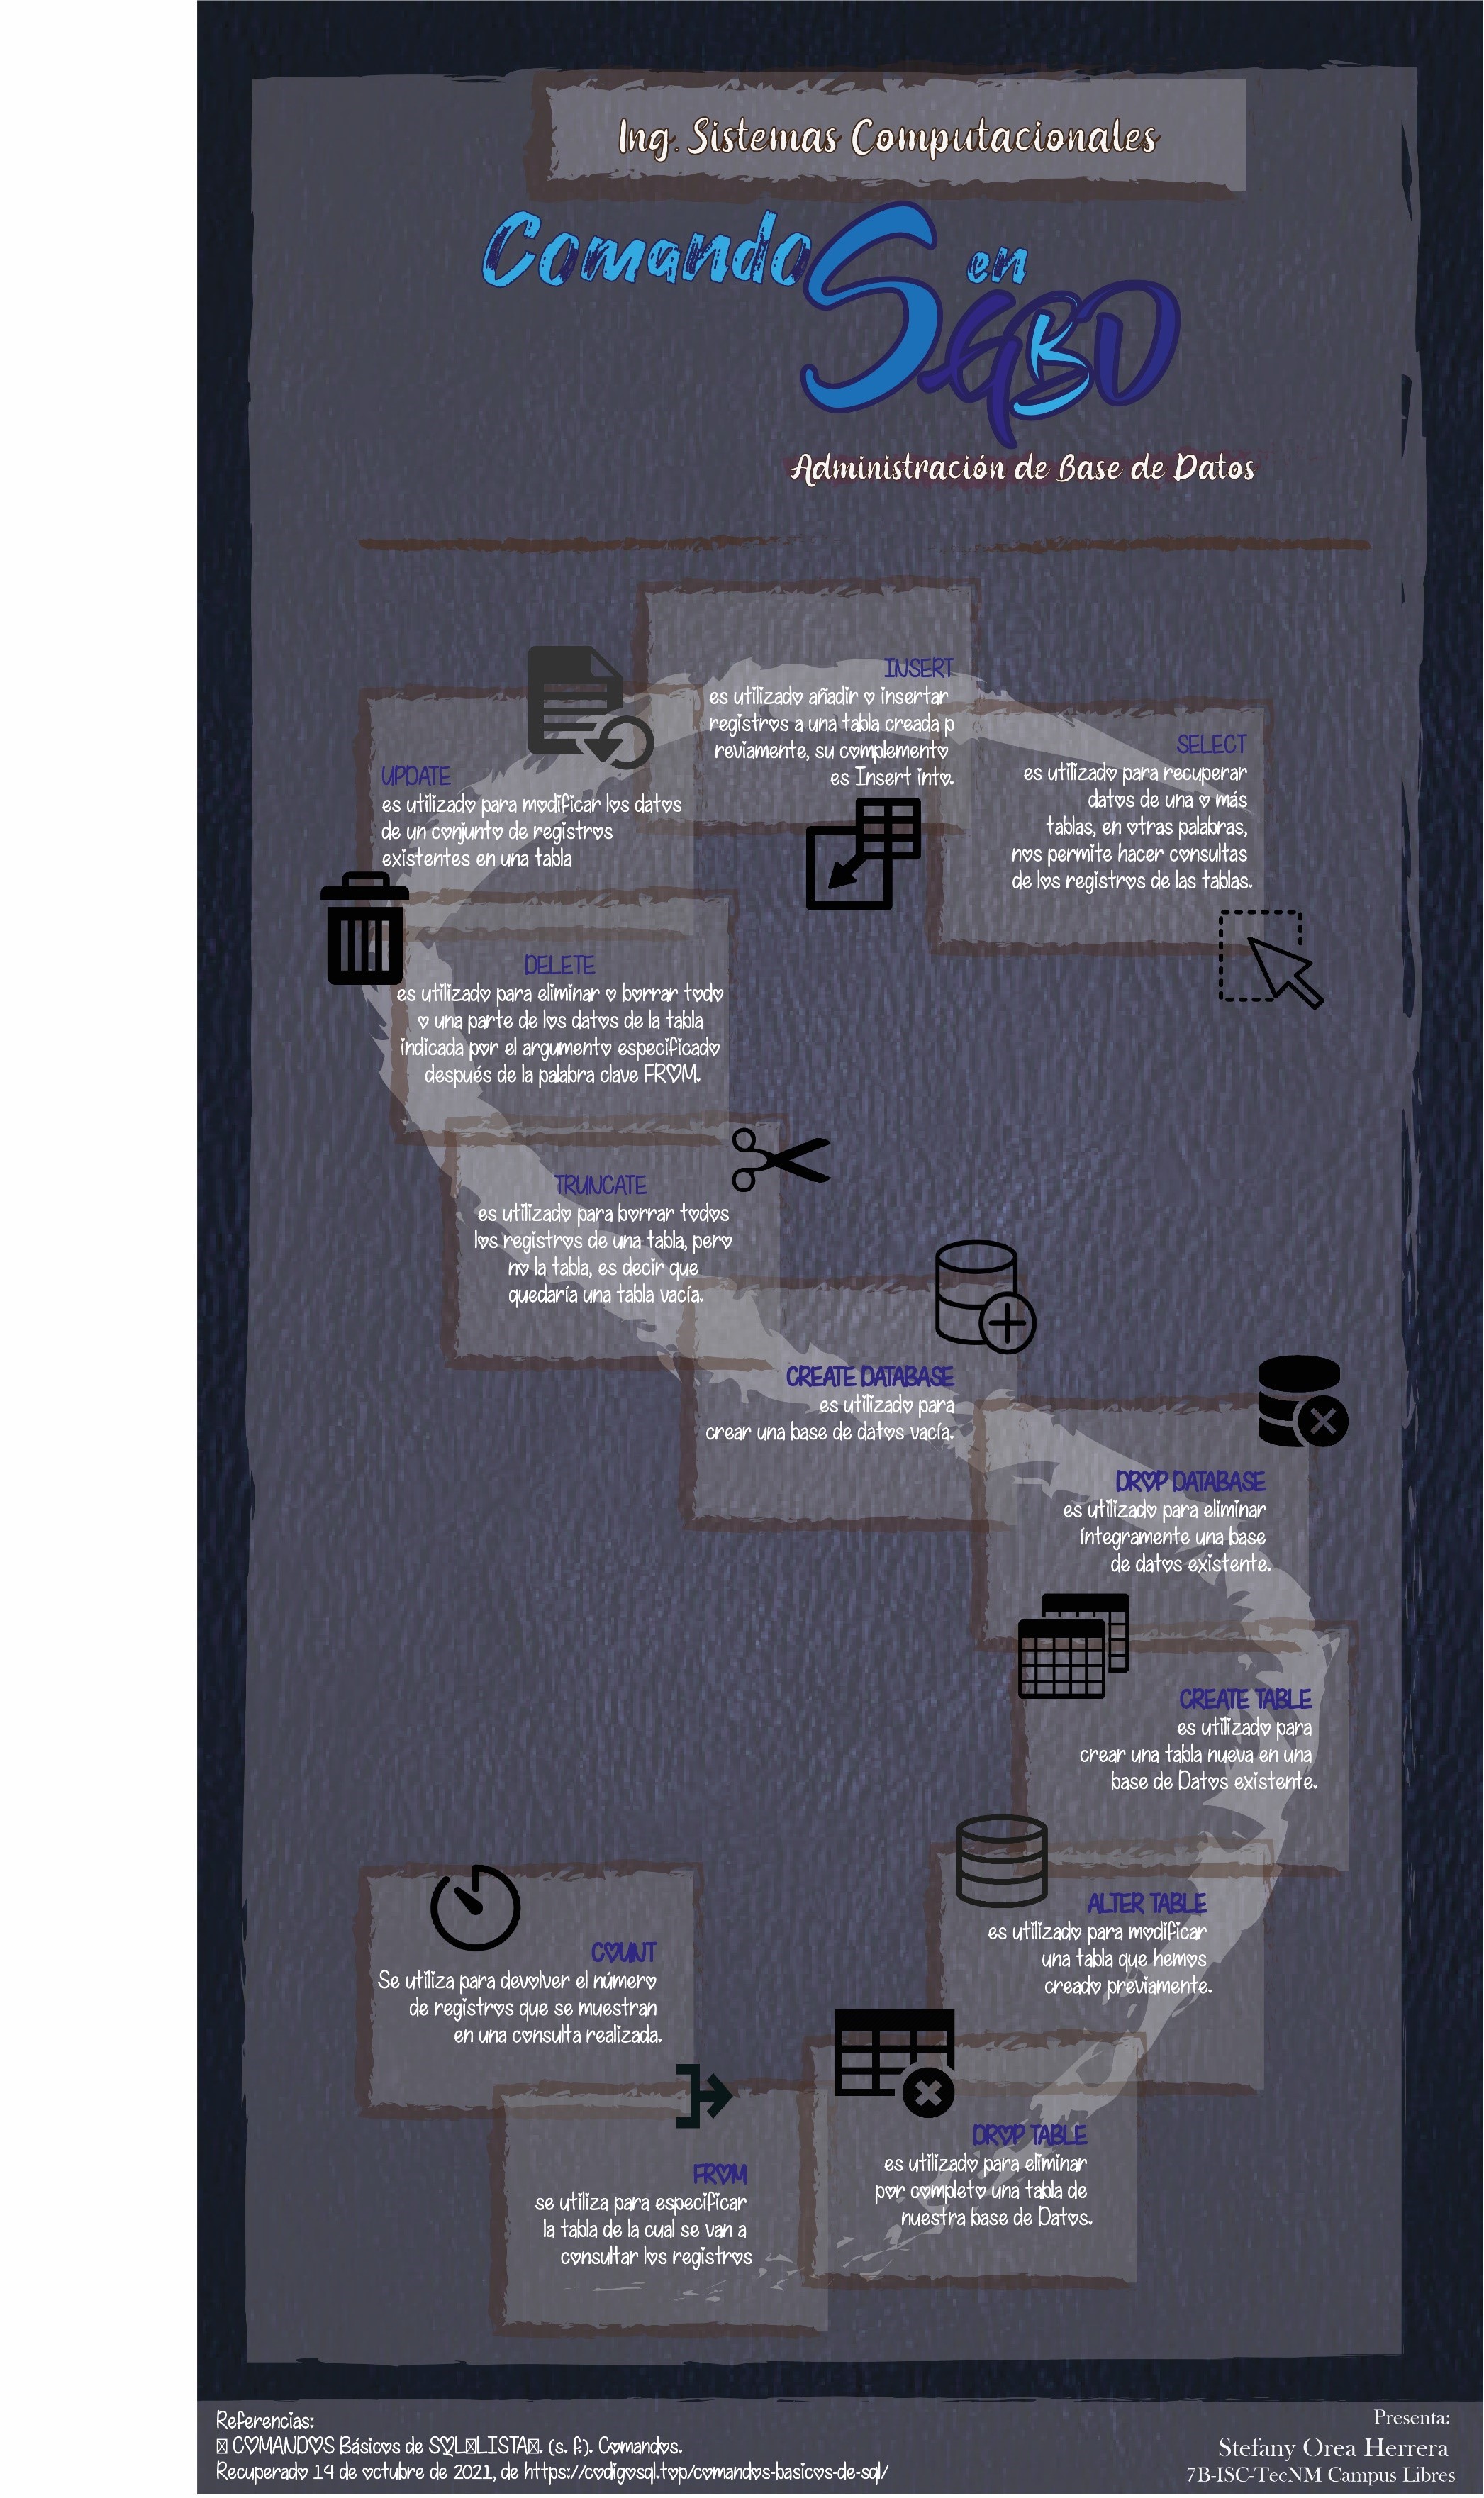 Ing. Sistemas Computacionales
ComandoS en
SGBD
Administración de Base de Datos
INSERT
es utilizado añadir o insertar
registros a una tabla creada p
reviamente, su complemento
es Insert into.
SELECT
es utilizado para recuperar
datos de una o más
tablas, en otras palabras,
nos permite hacer consultas
de los registros de las tablas.
UPDATE
es utilizado para modificar los datos
de un conjunto de registros
existentes en una tabla
DELETE
es utilizado para eliminar o borrar todo
o una parte de los datos de la tabla
indicada por el argumento especificado
después de la palabra clave FROM.
TRUNCATE
es utilizado para borrar todos
los registros de una tabla, pero
no la tabla, es decir que
quedaría una tabla vacía.
CREATE DATABASE
es utilizado para
crear una base de datos vacía.
DROP DATABASE
es utilizado para eliminar
íntegramente una base
de datos existente.
CREATE TABLE
es utilizado para
crear una tabla nueva en una
base de Datos existente.
ALTER TABLE
es utilizado para modificar
una tabla que hemos
creado previamente.
DROP TABLE
es utilizado para eliminar
por completo una tabla de
nuestra base de Datos.
COUNT
Se utiliza para devolver el número
de registros que se muestran
en una consulta realizada.
FROM
se utiliza para especificar
la tabla de la cual se van a
consultar los registros
Referencias:
COMANDOS Básicos de SQL LISTA . (s. f.). Comandos.
Recuperado 14 de octubre de 2021, de https://codigosql.top/comandos-basicos-de-sql/
Presenta:
Stefany Orea Herrera
7B-ISC-TecNM Campus Libres